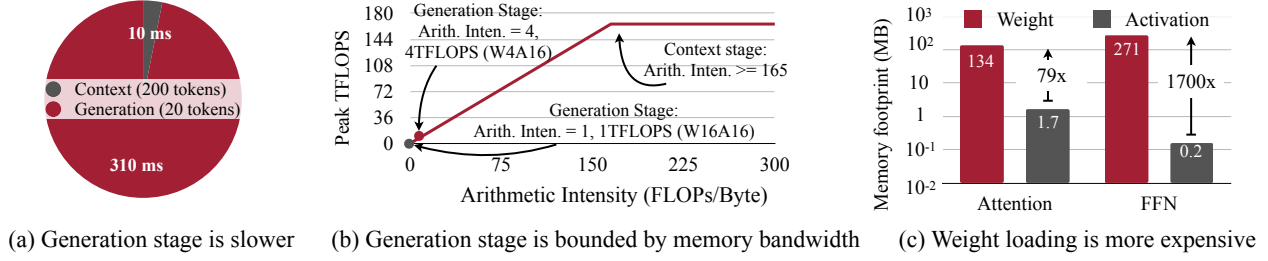 10 ms
Context (200 tokens)
Generation (20 tokens)
310 ms
(a) Generation stage is slower
Peak TFLOPS
180
144
108
72
36
0
Generation Stage:
Arith. Inten. = 4,
4TFLOPS (W4A16)
Context stage:
Arith. Inten. >= 165
Generation Stage:
Arith. Inten. = 1, 1TFLOPS (W16A16)
0 75 150 225 300
Arithmetic Intensity (FLOPs/Byte)
(b) Generation stage is bounded by memory bandwidth
Memory footprint (MB)
10³
10²
10
1
10⁻¹
10⁻²
Weight Activation
134
79x
1.7
271
1700x
0.2
Attention FFN
(c) Weight loading is more expensive